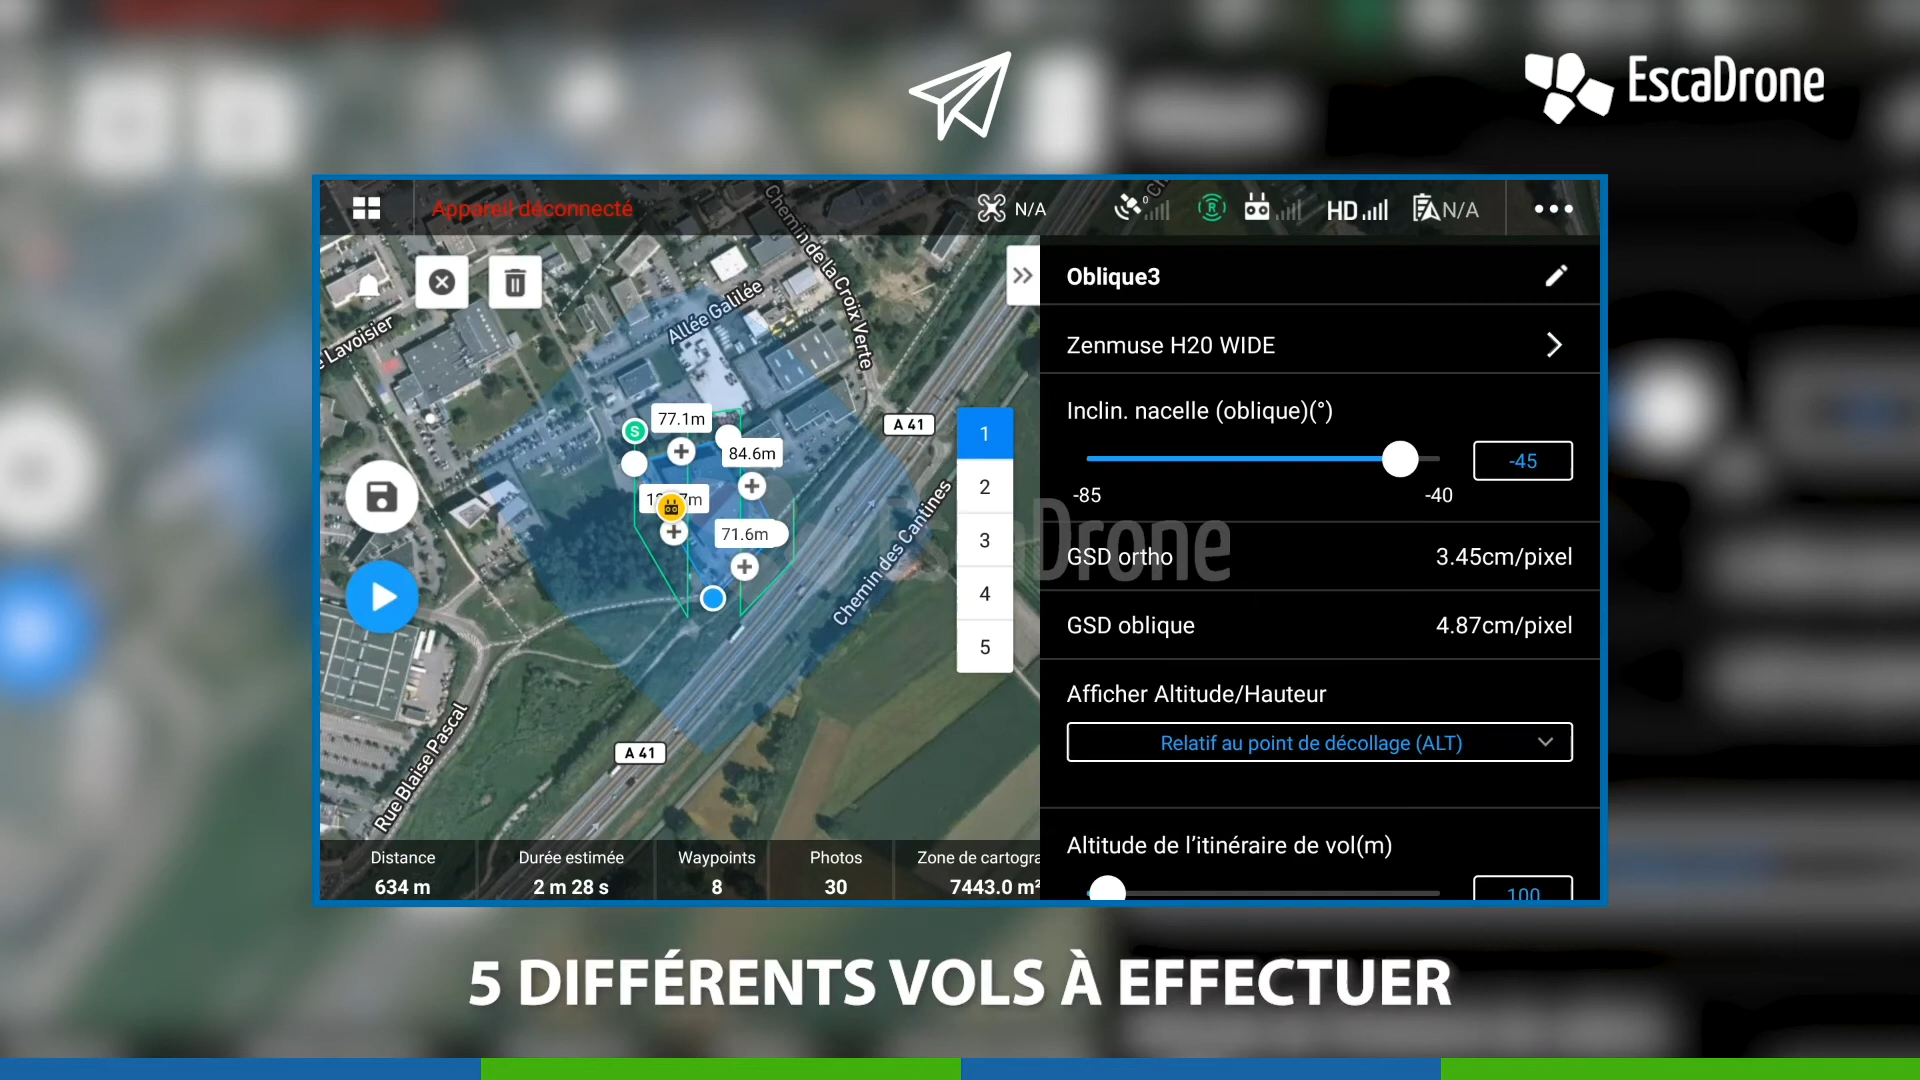 EscaDrone
Appareil déconnecté
N/A
0
R
HD
N/A
Chemin de la Croix Verte
Allée Galilée
Lavoisier
Oblique3
Zenmuse H20 WIDE
Inclin. nacelle (oblique)(°)
-45
-85
-40
A 41
1
2
3
4
5
S
77.1m
84.6m
71.6m
EscaDrone
Chemin des Cantines
GSD ortho
3.45cm/pixel
GSD oblique
4.87cm/pixel
Afficher Altitude/Hauteur
Relatif au point de décollage (ALT)
A 41
Rue Blaise Pascal
Altitude de l'itinéraire de vol(m)
100
Distance
634 m
Durée estimée
2 m 28 s
Waypoints
8
Photos
30
Zone de cartogra
7443.0 m²
5 DIFFÉRENTS VOLS À EFFECTUER